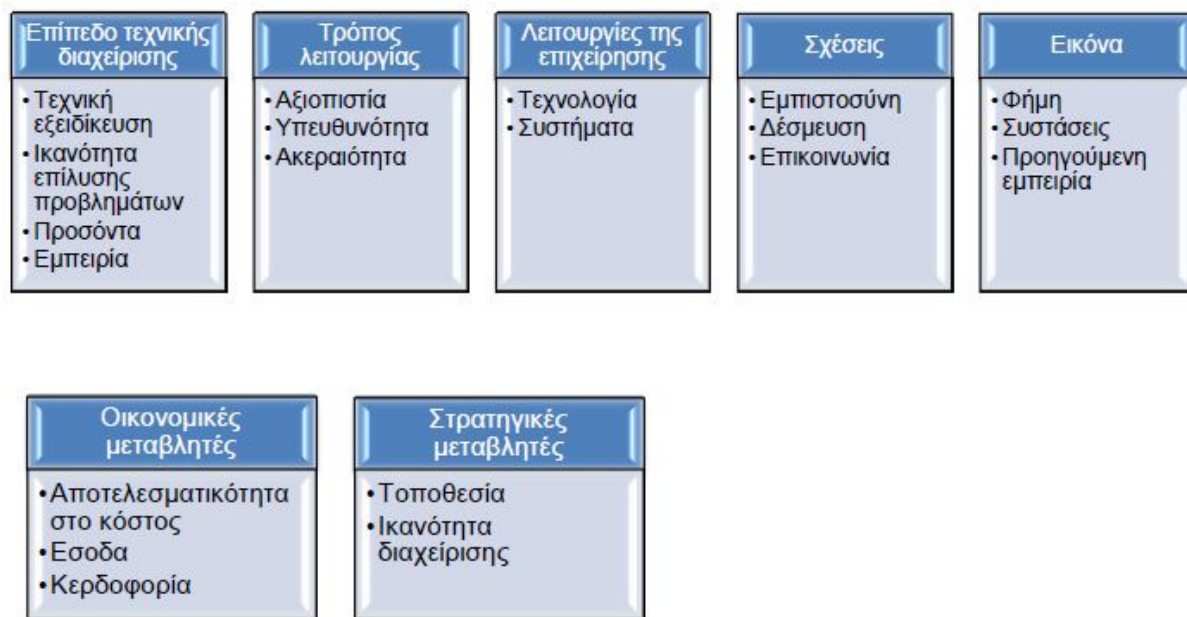 Επίπεδο τεχνικής
διαχείρισης
• Τεχνική
εξειδίκευση
• Ικανότητα
επίλυσης
προβλημάτων
• Προσόντα
• Εμπειρία
Τρόπος
λειτουργίας
• Αξιοπιστία
• Υπευθυνότητα
• Ακεραιότητα
Λειτουργίες της
επιχείρησης
• Τεχνολογία
• Συστήματα
Σχέσεις
• Εμπιστοσύνη
• Δέσμευση
• Επικοινωνία
Εικόνα
• Φήμη
• Συστάσεις
• Προηγούμενη
εμπειρία
Οικονομικές
μεταβλητές
• Αποτελεσματικότητα
στο κόστος
• Εσοδα
• Κερδοφορία
Στρατηγικές
μεταβλητές
• Τοποθεσία
• Ικανότητα
διαχείρισης